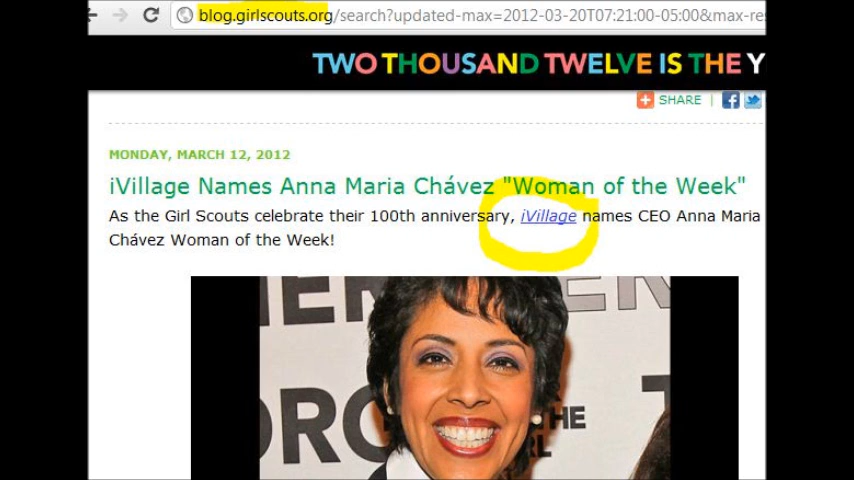 blog.girlscouts.org/search?updated-max=2012-03-20T07:21:00-05:00&max-res
TWO THOUSAND TWELVE IS THE Y
SHARE |
MONDAY, MARCH 12, 2012
iVillage Names Anna Maria Chávez "Woman of the Week"
As the Girl Scouts celebrate their 100th anniversary, iVillage names CEO Anna Maria
Chávez Woman of the Week!